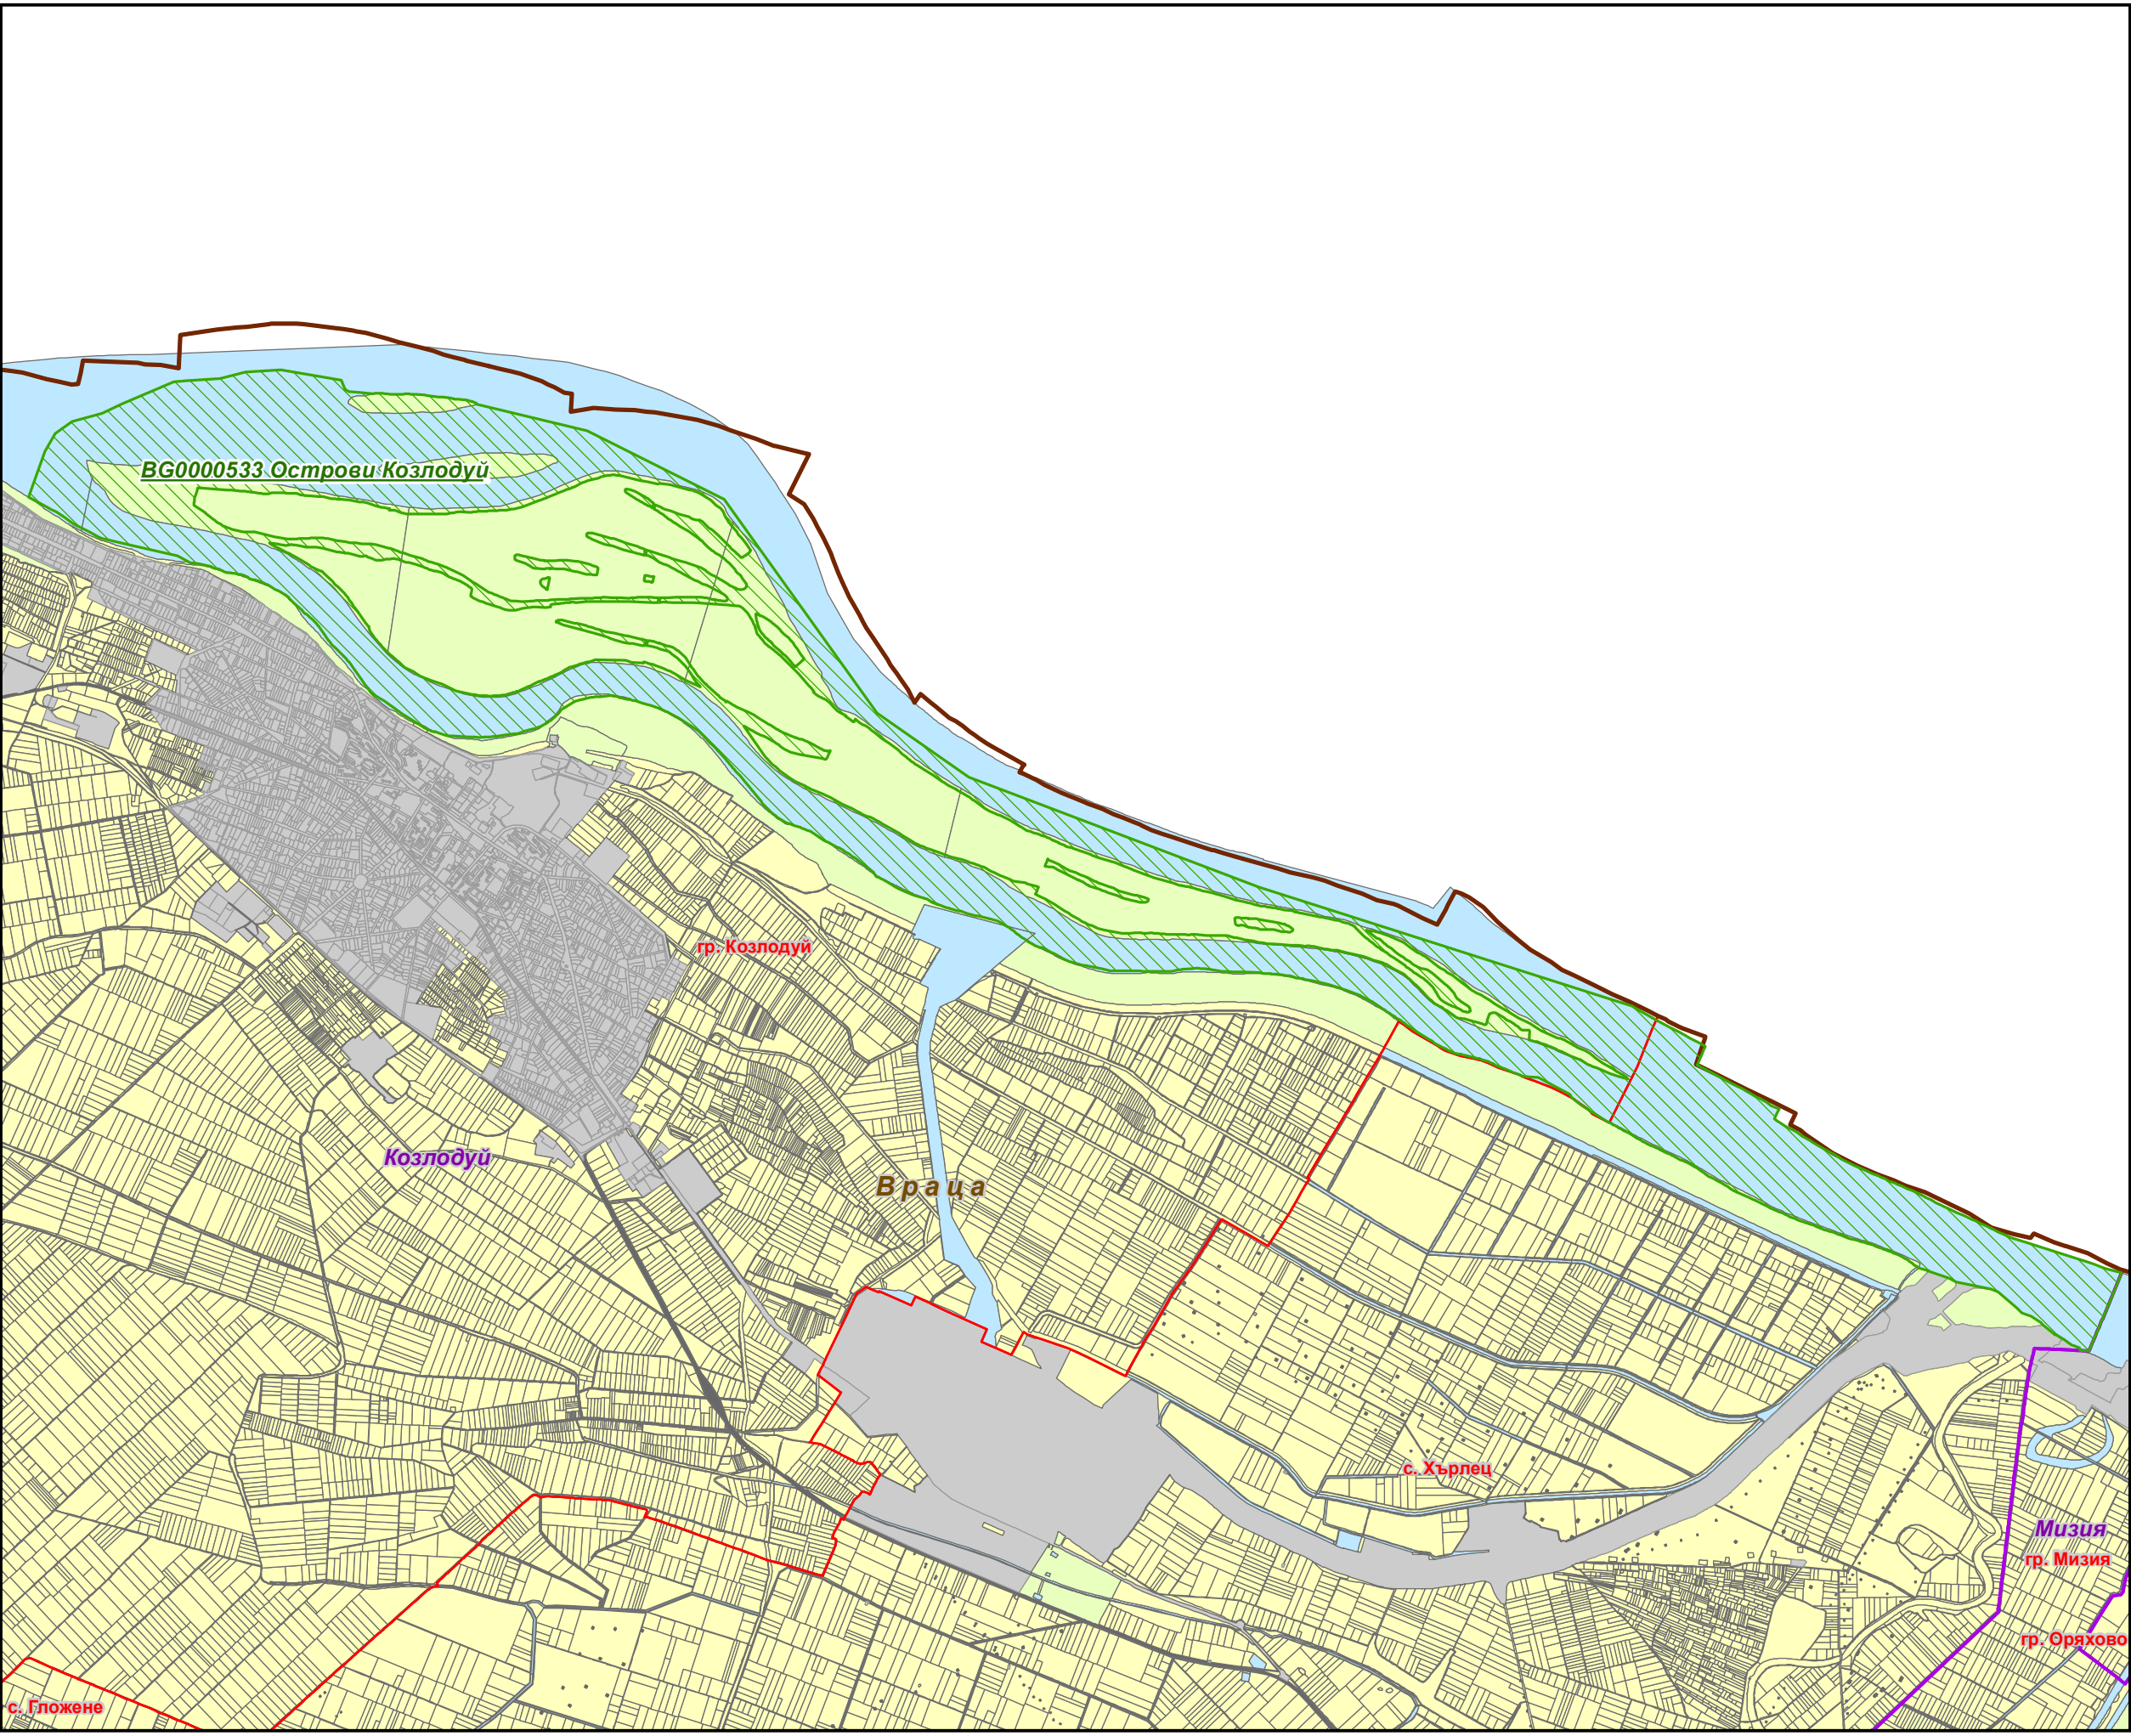 BG0000533 Острови Козлодуй
гр. Козлодуй
Козлодуй
Враца
с. Хърлец
Мизия
гр. Мизия
гр. Оряхово
с. Гложене